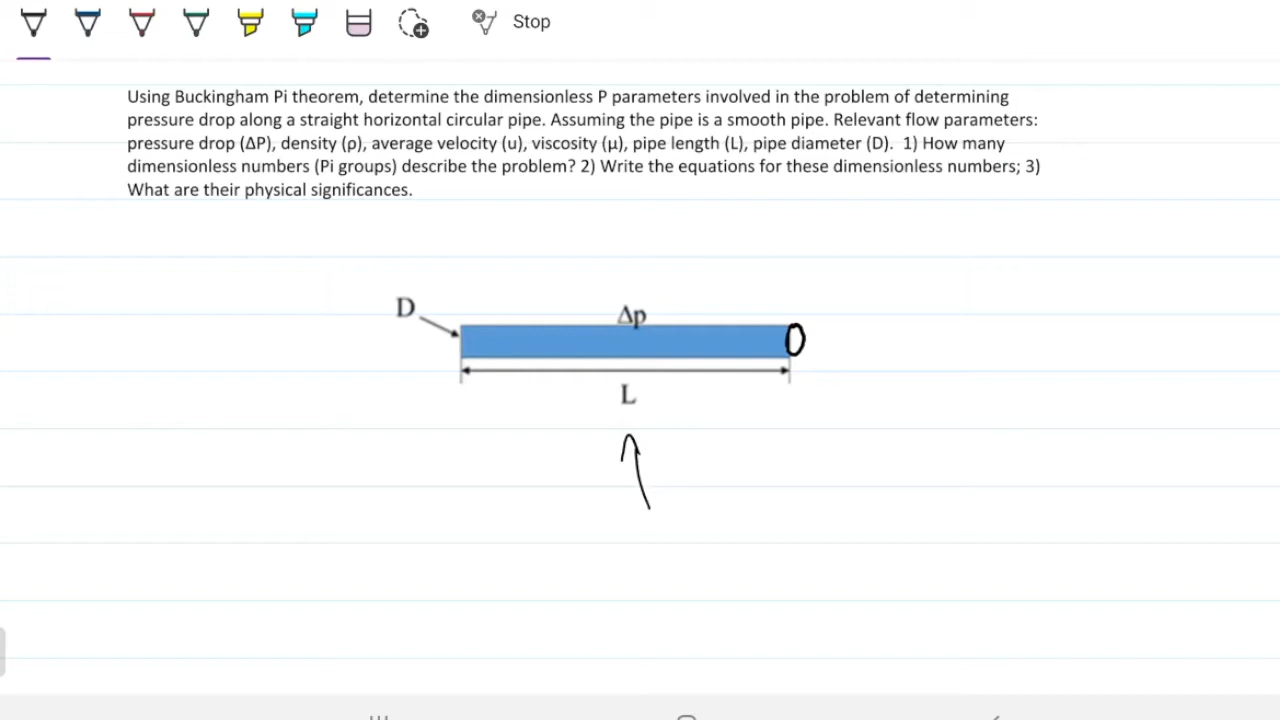 Stop
Using Buckingham Pi theorem, determine the dimensionless P parameters involved in the problem of determining
pressure drop along a straight horizontal circular pipe. Assuming the pipe is a smooth pipe. Relevant flow parameters:
pressure drop (ΔP), density (ρ), average velocity (u), viscosity (μ), pipe length (L), pipe diameter (D).  1) How many
dimensionless numbers (Pi groups) describe the problem? 2) Write the equations for these dimensionless numbers; 3)
What are their physical significances.
D
Δp
L